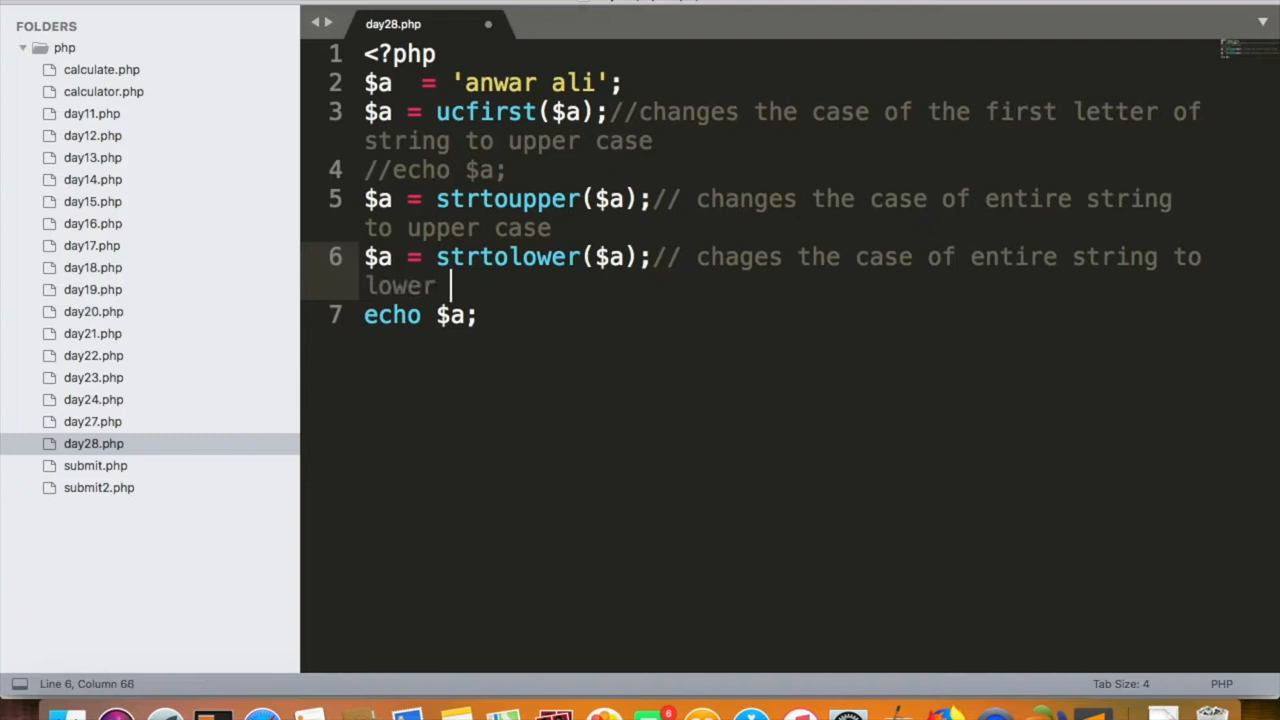 FOLDERS
php
calculate.php
calculator.php
day11.php
day12.php
day13.php
day14.php
day15.php
day16.php
day17.php
day18.php
day19.php
day20.php
day21.php
day22.php
day23.php
day24.php
day27.php
day28.php
submit.php
submit2.php
day28.php
1 <?php
2 $a  = 'anwar ali';
3 $a = ucfirst($a);//changes the case of the first letter of
string to upper case
4 //echo $a;
5 $a = strtoupper($a);// changes the case of entire string
to upper case
6 $a = strtolower($a);// chages the case of entire string to
lower
7 echo $a;
Line 6, Column 66
Tab Size: 4
PHP
6